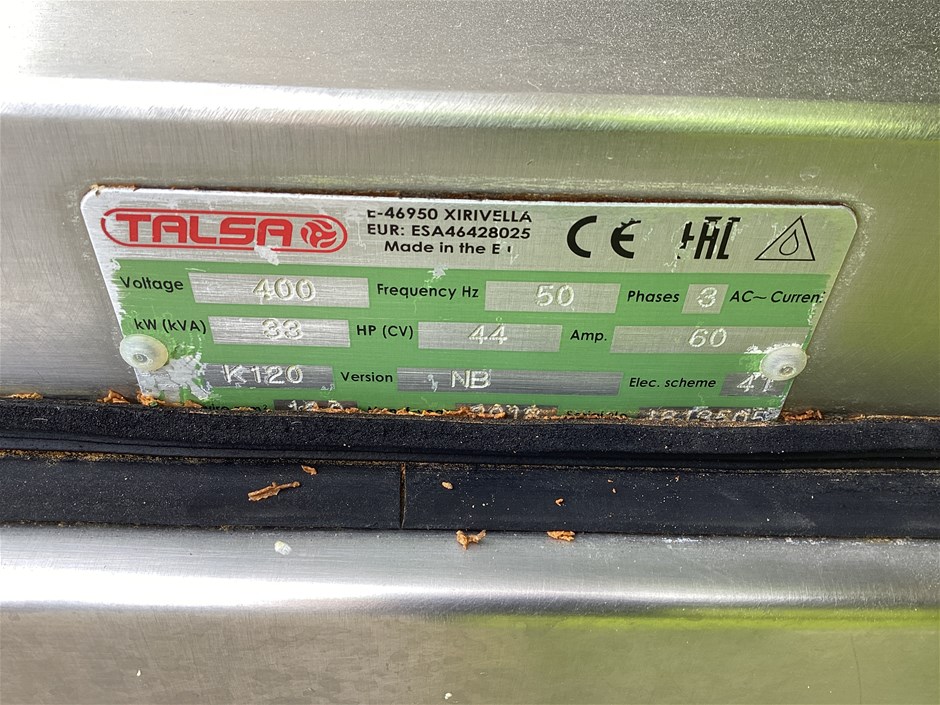 TALSA
E-46950 XIRIVELLA
EUR: ESA46428025
Made in the E
CE EAC
Voltage 400 Frequency Hz 50 Phases 3 AC~ Curren
kW (kVA) 33 HP (CV) 44 Amp. 60
K120 Version NB Elec. scheme